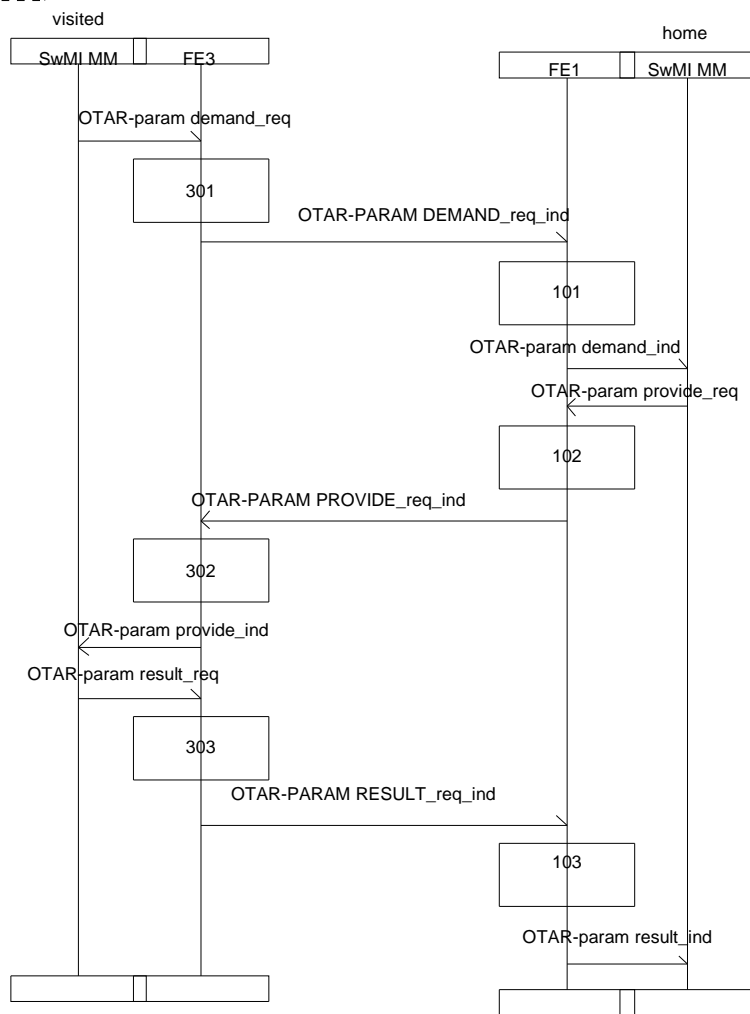 visited
home
SwMI MM
FE3
FE1
SwMI MM
OTAR-param demand_req
301
OTAR-PARAM DEMAND_req_ind
101
OTAR-param demand_ind
OTAR-param provide_req
102
OTAR-PARAM PROVIDE_req_ind
302
OTAR-param provide_ind
OTAR-param result_req
303
OTAR-PARAM RESULT_req_ind
103
OTAR-param result_ind